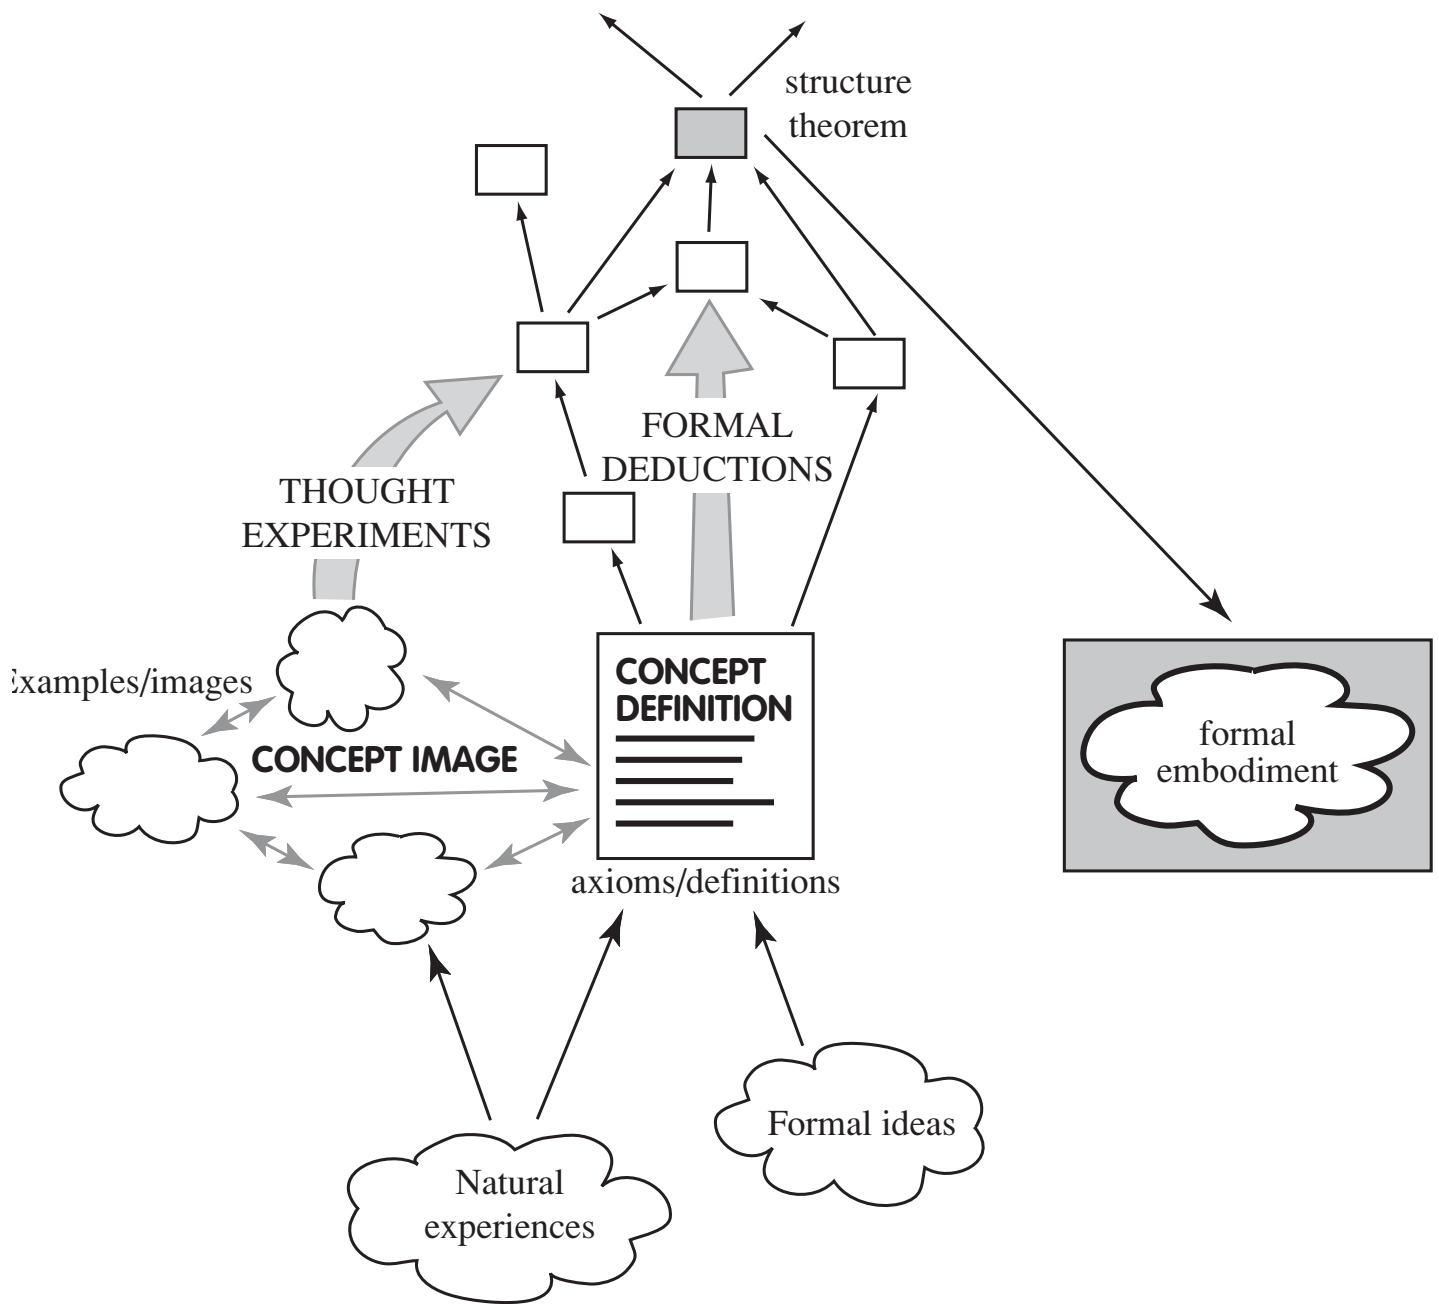 structure
theorem
FORMAL
DEDUCTIONS
THOUGHT
EXPERIMENTS
xamples/images
CONCEPT IMAGE
CONCEPT
DEFINITION
axioms/definitions
formal
embodiment
Formal ideas
Natural
experiences